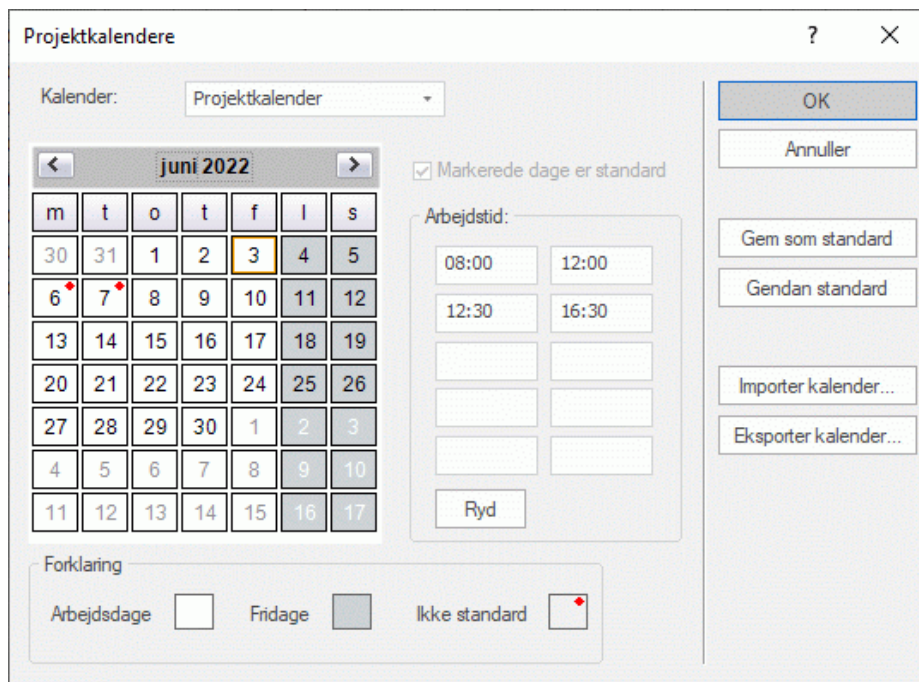 Projektkalendere ?
Kalender: Projektkalender
OK
Annuller
juni 2022
Markerede dage er standard
m t o t f l s
30 31 1 2 3 4 5
6 7 8 9 10 11 12
13 14 15 16 17 18 19
20 21 22 23 24 25 26
27 28 29 30 1 2 3
4 5 6 7 8 9 10
11 12 13 14 15 16 17
Arbejdstid:
08:00 12:00
12:30 16:30
Ryd
Gem som standard
Gendan standard
Importer kalender...
Eksporter kalender...
Forklaring
Arbejdsdage Fridage Ikke standard